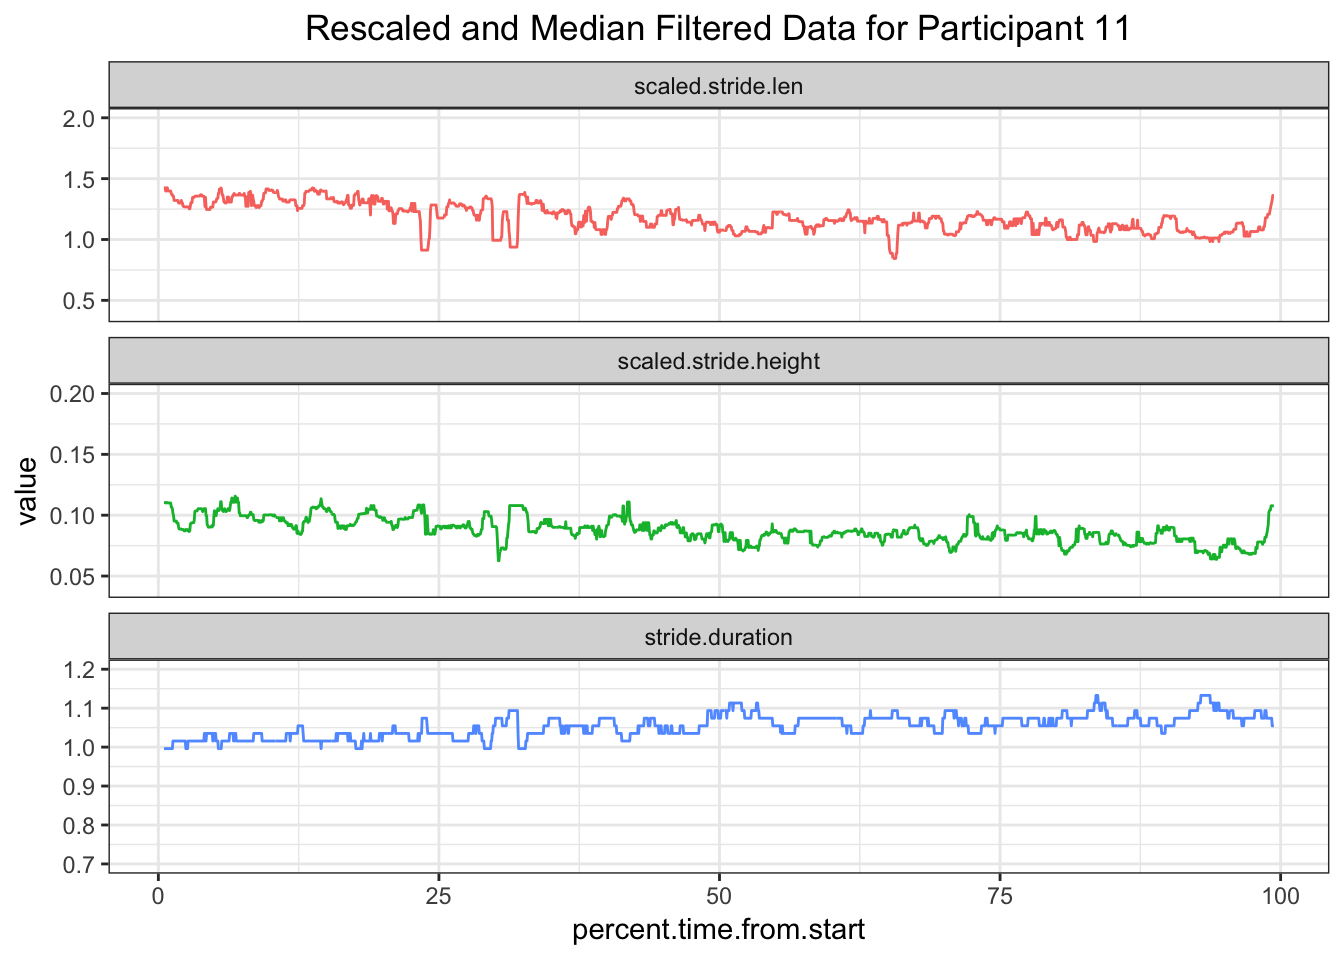 Rescaled and Median Filtered Data for Participant 11
scaled.stride.len
2.0
1.5
1.0
0.5
scaled.stride.height
0.20
0.15
0.10
0.05
value
stride.duration
1.2
1.1
1.0
0.9
0.8
0.7
0 25 50 75 100
percent.time.from.start